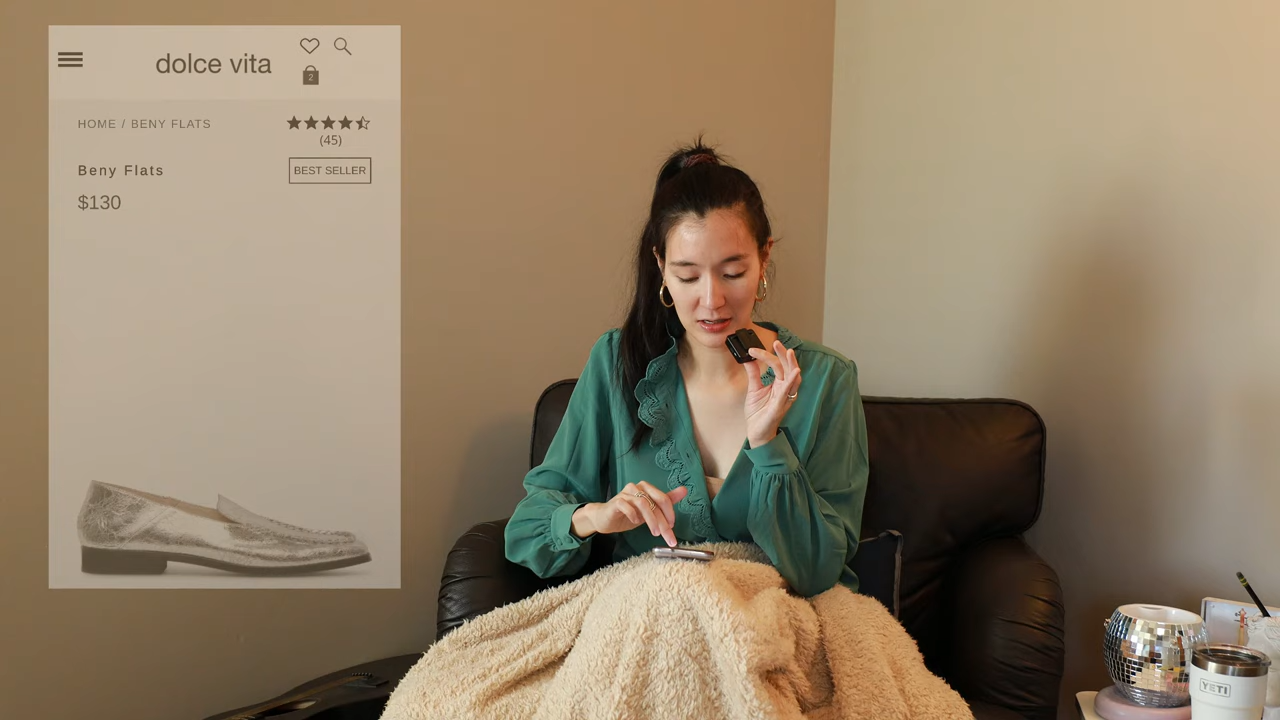 dolce vita
2
HOME / BENY FLATS
(45)
Beny Flats
BEST SELLER
$130
YETI